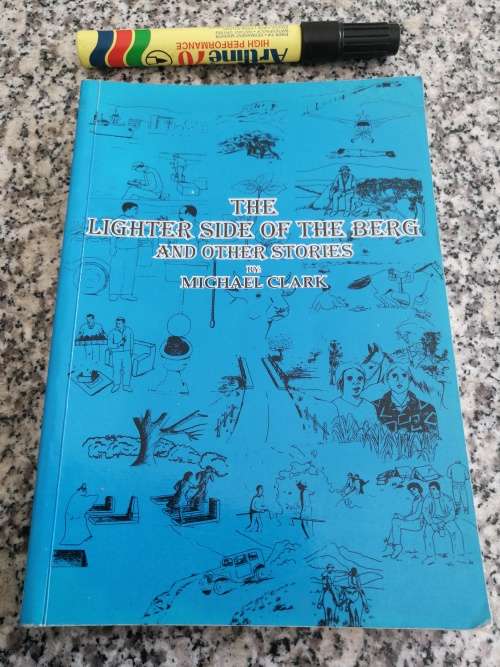 Artline 70
HIGH PERFORMANCE
THE
LIGHTER SIDE OF THE BERG
AND OTHER STORIES
BY:
MICHAEL CLARK